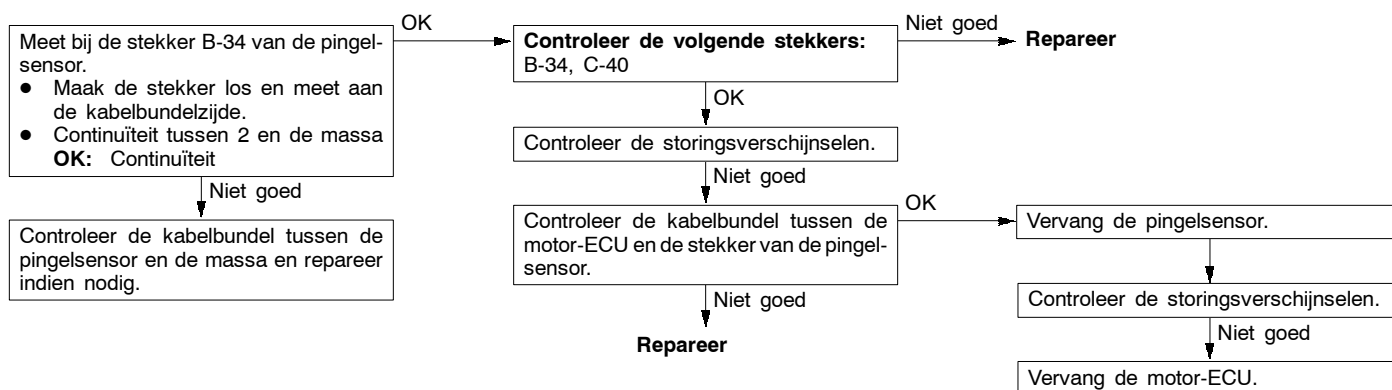 Meet bij de stekker B-34 van de pingel-
sensor.
● Maak de stekker los en meet aan
de kabelbundelzijde.
● Continuïteit tussen 2 en de massa
OK: Continuïteit
OK
Niet goed
Controleer de kabelbundel tussen de
pingelsensor en de massa en repareer
indien nodig.
Controleer de volgende stekkers:
B-34, C-40
Niet goed
Repareer
OK
Controleer de storingsverschijnselen.
Niet goed
Controleer de kabelbundel tussen de
motor-ECU en de stekker van de pingel-
sensor.
Niet goed
Repareer
OK
Vervang de pingelsensor.
Controleer de storingsverschijnselen.
Niet goed
Vervang de motor-ECU.